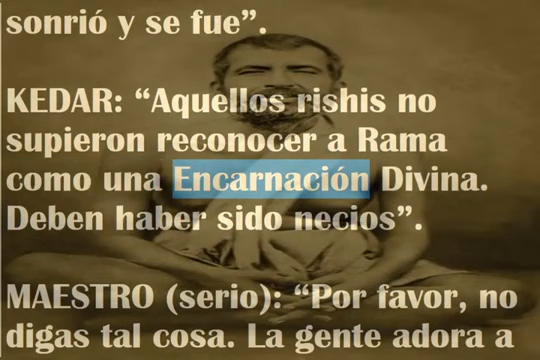 sonrió y se fue”.
KEDAR: “Aquellos rishis no
supieron reconocer a Rama
como una Encarnación Divina.
Deben haber sido necios”.
MAESTRO (serio): “Por favor, no
digas tal cosa. La gente adora a